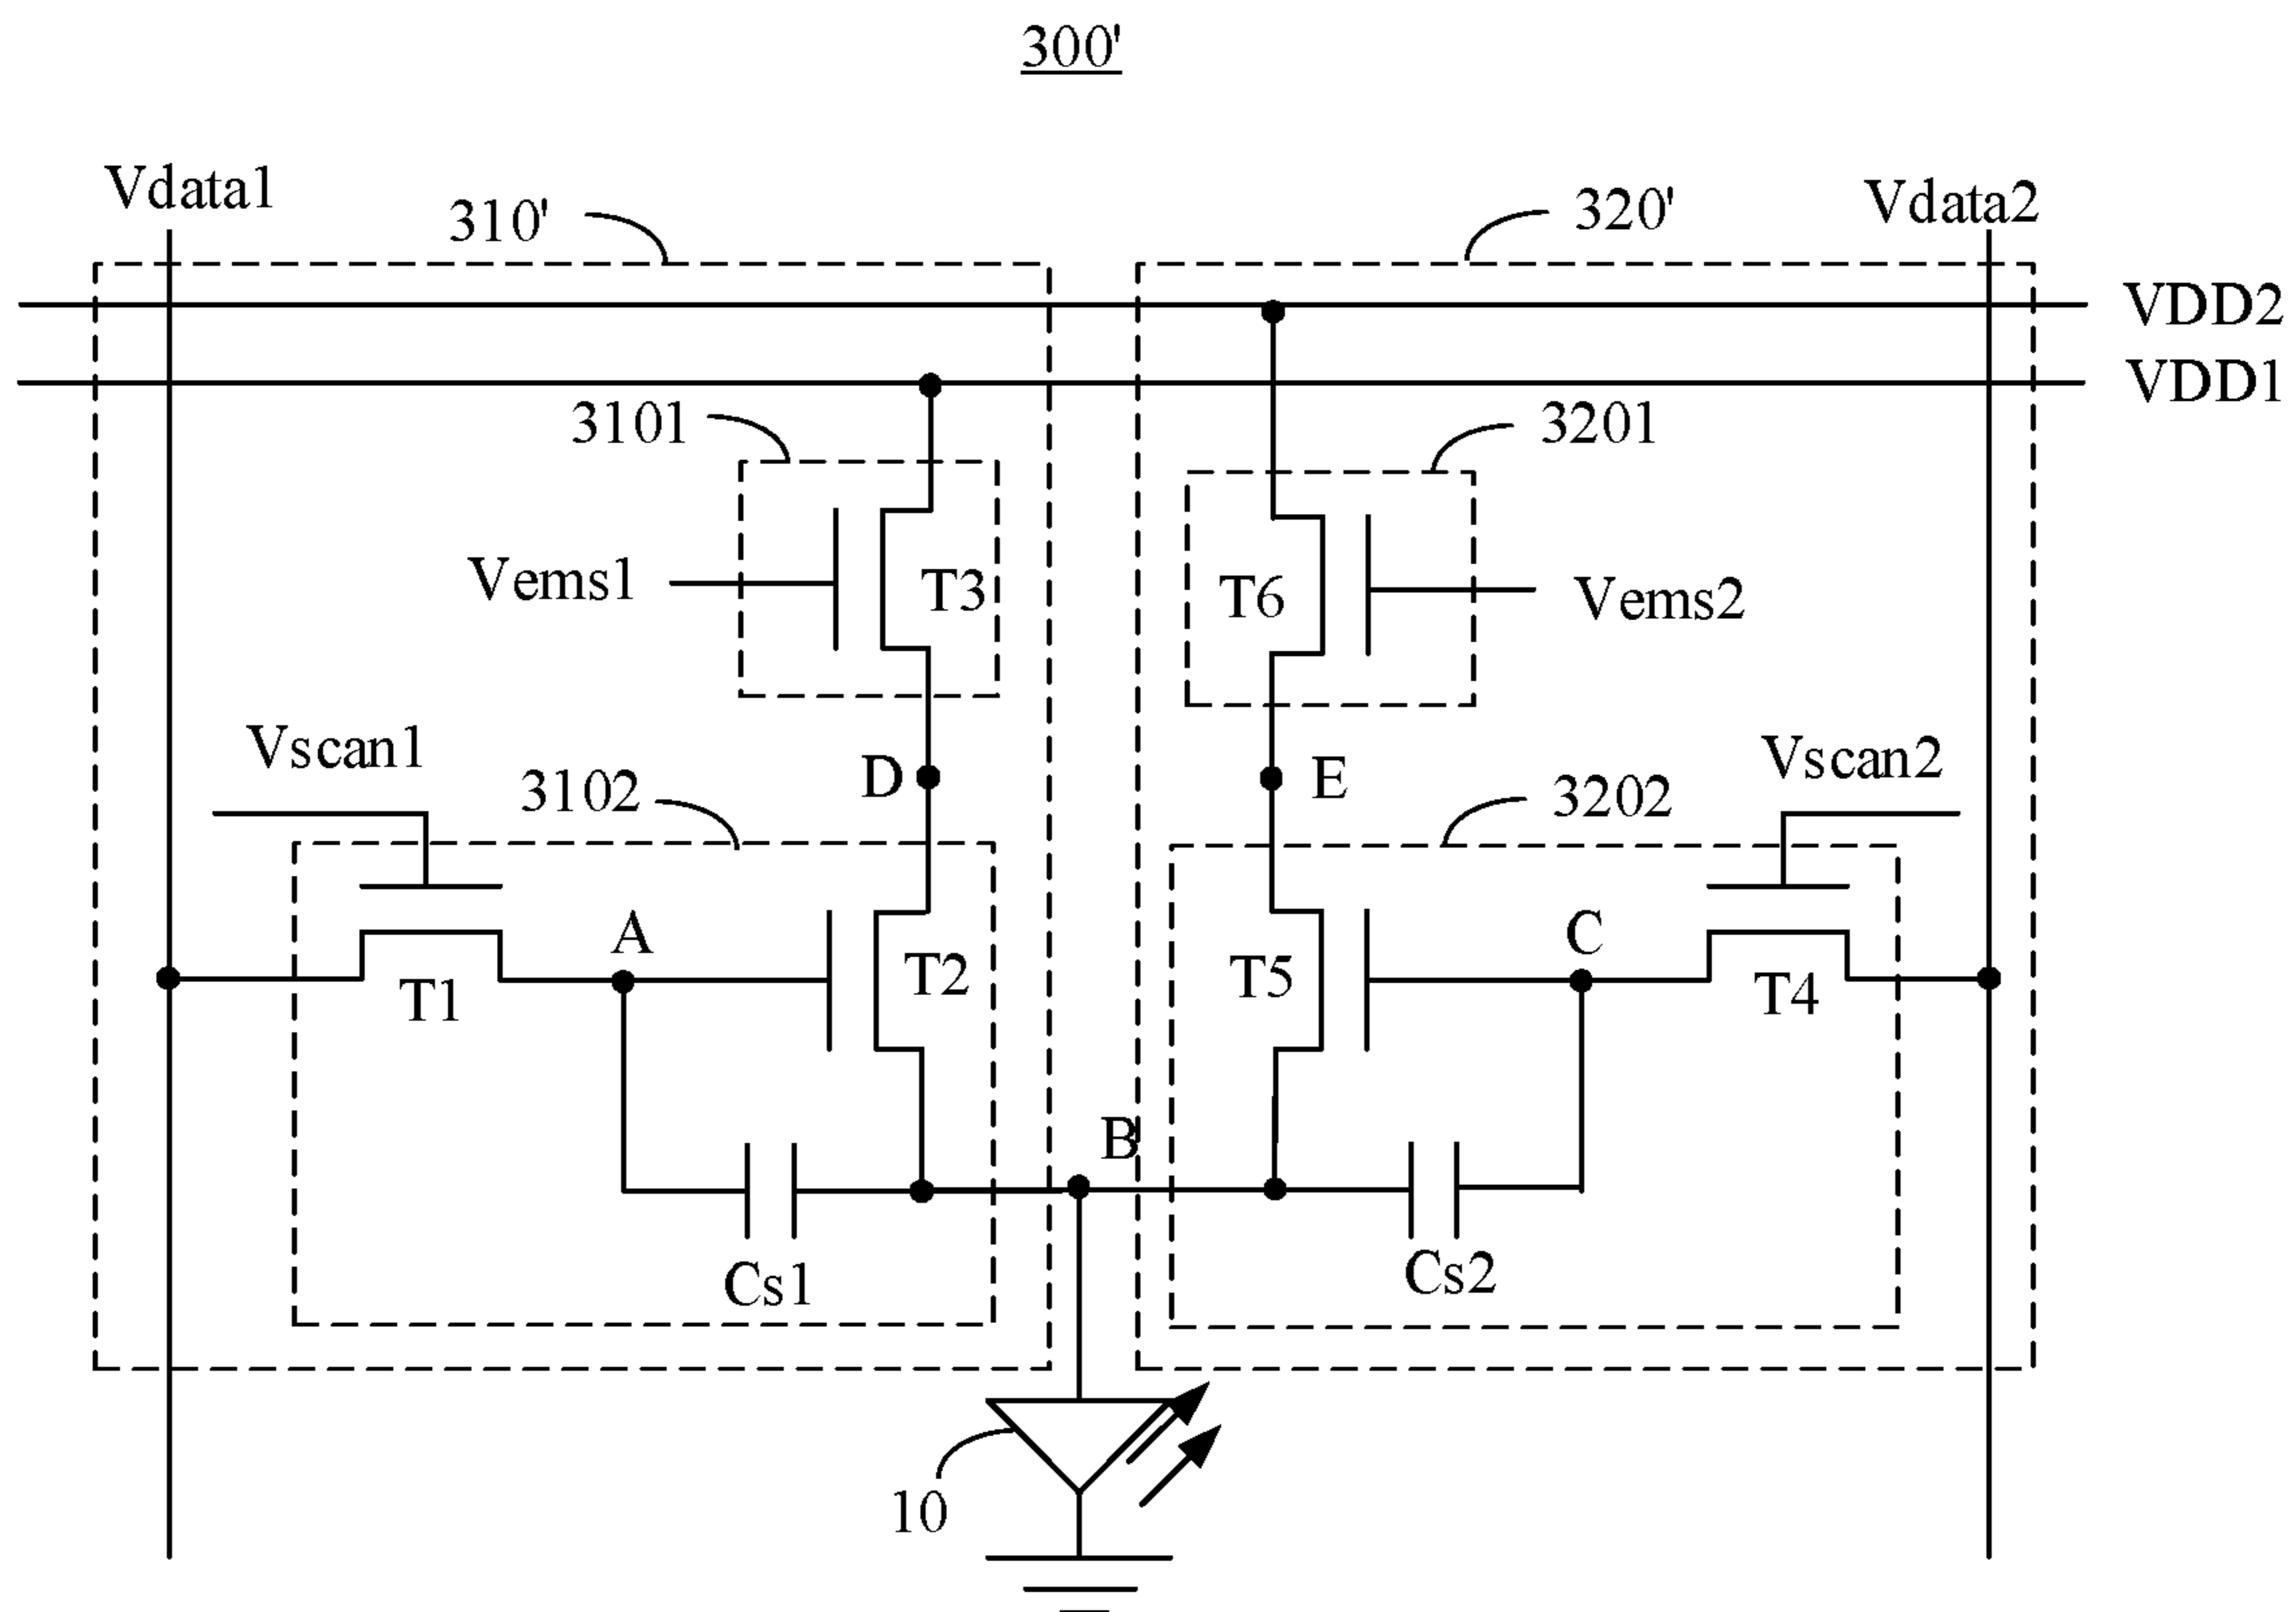 300'
Vdata1
310'
320'
Vdata2
VDD2
VDD1
3101
3201
Vems1
T3
T6
Vems2
Vscan1
3102
D
E
3202
Vscan2
A
T2
T5
C
T1
T4
B
Cs1
Cs2
10